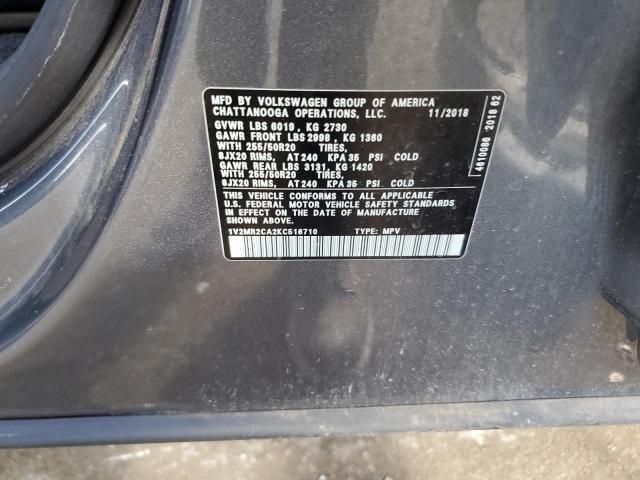 MFD BY VOLKSWAGEN GROUP OF AMERICA
CHATTANOOGA OPERATIONS, LLC. 11/2018
GVWR LBS 6019, KG 2730
GAWR FRONT LBS 2998, KG 1360
WITH 255/50R20 TIRES,
8JX20 RIMS, AT 240 KPA 35 PSI COLD
GAWR REAR LBS 3131, KG 1420
WITH 255/50R20 TIRES,
8JX20 RIMS, AT 240 KPA 35 PSI COLD
THIS VEHICLE CONFORMS TO ALL APPLICABLE
U.S. FEDERAL MOTOR VEHICLE SAFETY STANDARDS
IN EFFECT ON THE DATE OF MANUFACTURE
SHOWN ABOVE.
1V2MR2CA2KC516710 TYPE: MPV
4610086 2018 62